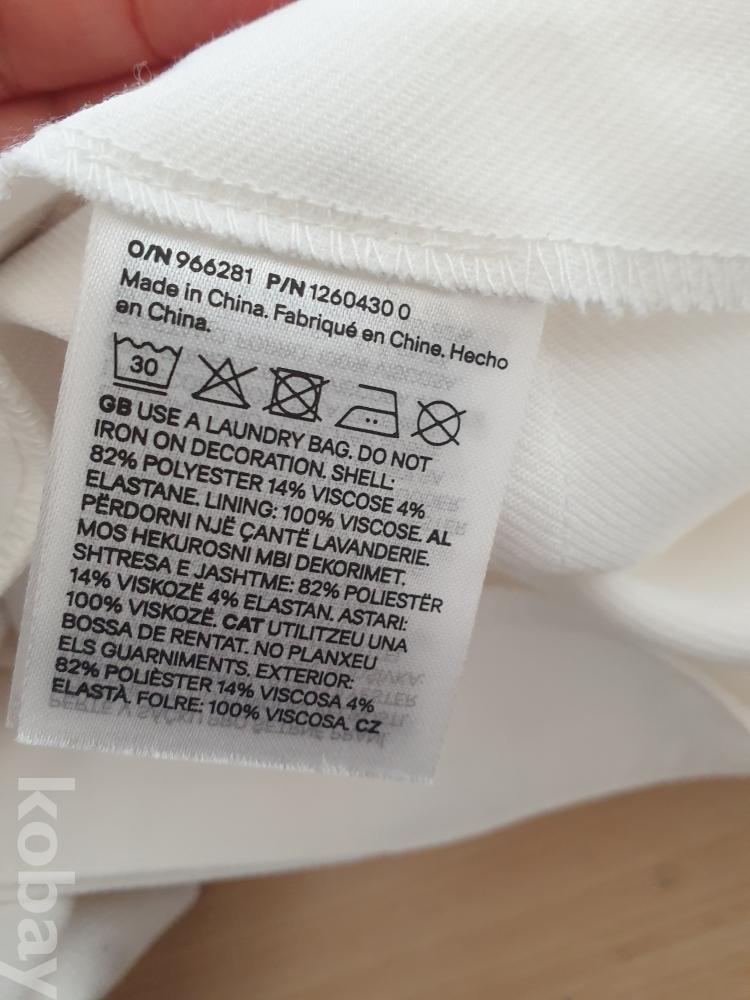 O/N 966281 P/N 1260430 0
Made in China. Fabriqué en Chine. Hecho
en China.
30
GB USE A LAUNDRY BAG. DO NOT
IRON ON DECORATION. SHELL:
82% POLYESTER 14% VISCOSE 4%
ELASTANE. LINING: 100% VISCOSE. AL
PËRDORNI NJË ÇANTË LAVANDERIE.
MOS HEKUROSNI MBI DEKORIMET.
SHTRESA E JASHTME: 82% POLIESTËR
14% VISKOZË 4% ELASTAN. ASTARI:
100% VISKOZË. CAT UTILITZEU UNA
BOSSA DE RENTAT. NO PLANXEU
ELS GUARNIMENTS. EXTERIOR:
82% POLIÈSTER 14% VISCOSA 4%
ELASTÀ. FOLRE: 100% VISCOSA. CZ
kobay